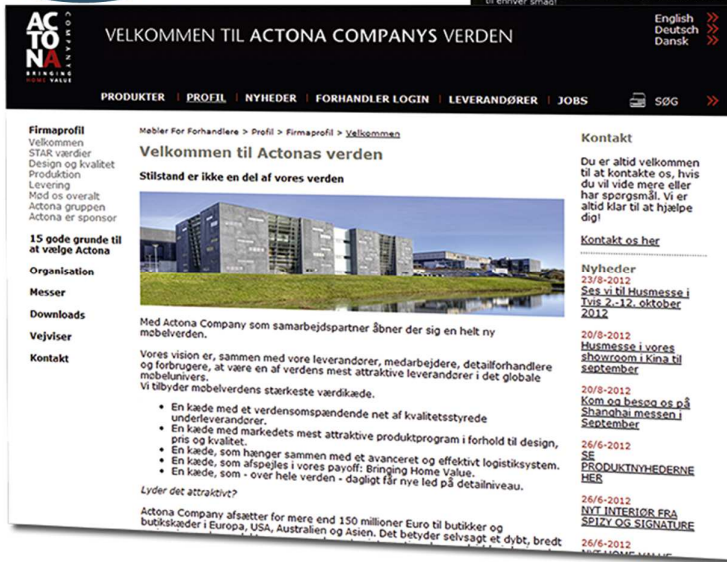 til enhver smag!
ACTONA
COMPANY
BRINGING
HOME VALUE
VELKOMMEN TIL ACTONA COMPANYS VERDEN
English
Deutsch
Dansk
PRODUKTER | PROFIL | NYHEDER | FORHANDLER LOGIN | LEVERANDØRER | JOBS
SØG
Firmaprofil
Velkommen
STAR værdier
Design og kvalitet
Produktion
Levering
Mød os overalt
Actona gruppen
Actona er sponsor
15 gode grunde til
at vælge Actona
Organisation
Messer
Downloads
Vejviser
Kontakt
Møbler For Forhandlere > Profil > Firmaprofil > Velkommen
Velkommen til Actonas verden
Stilstand er ikke en del af vores verden
Med Actona Company som samarbejdspartner åbner der sig en helt ny
møbelverden.
Vores vision er, sammen med vore leverandører, medarbejdere, detailforhandlere
og forbrugere, at være en af verdens mest attraktive leverandører i det globale
møbelunivers.
Vi tilbyder møbelverdens stærkeste værdikæde.
• En kæde med et verdensomspændende net af kvalitetsstyrede
underleverandører.
• En kæde med markedets mest attraktive produktprogram i forhold til design,
pris og kvalitet.
• En kæde, som hænger sammen med et avanceret og effektivt logistiksystem.
• En kæde, som afspejles i vores payoff: Bringing Home Value.
• En kæde, som - over hele verden - dagligt får nye led på detailniveau.
Lyder det attraktivt?
Actona Company afsætter for mere end 150 millioner Euro til butikker og
butikskæder i Europa, USA, Australien og Asien. Det betyder selvsagt et dybt, bredt
Kontakt
Du er altid velkommen
til at kontakte os, hvis
du vil vide mere eller
har spørgsmål. Vi er
altid klar til at hjælpe
dig!
Kontakt os her
Nyheder
23/8-2012
Ses vi til Husmesse i
Tvis 2.-12. oktober
2012
20/8-2012
Husmesse i vores
showroom i Kina til
september
20/8-2012
Kom og besøg os på
Shanghai messen i
September
26/6-2012
SE
PRODUKTNYHEDERNE
HER
26/6-2012
NYT INTERIØR FRA
SPIZY OG SIGNATURE
26/6-2012
NYT HOME VALUE